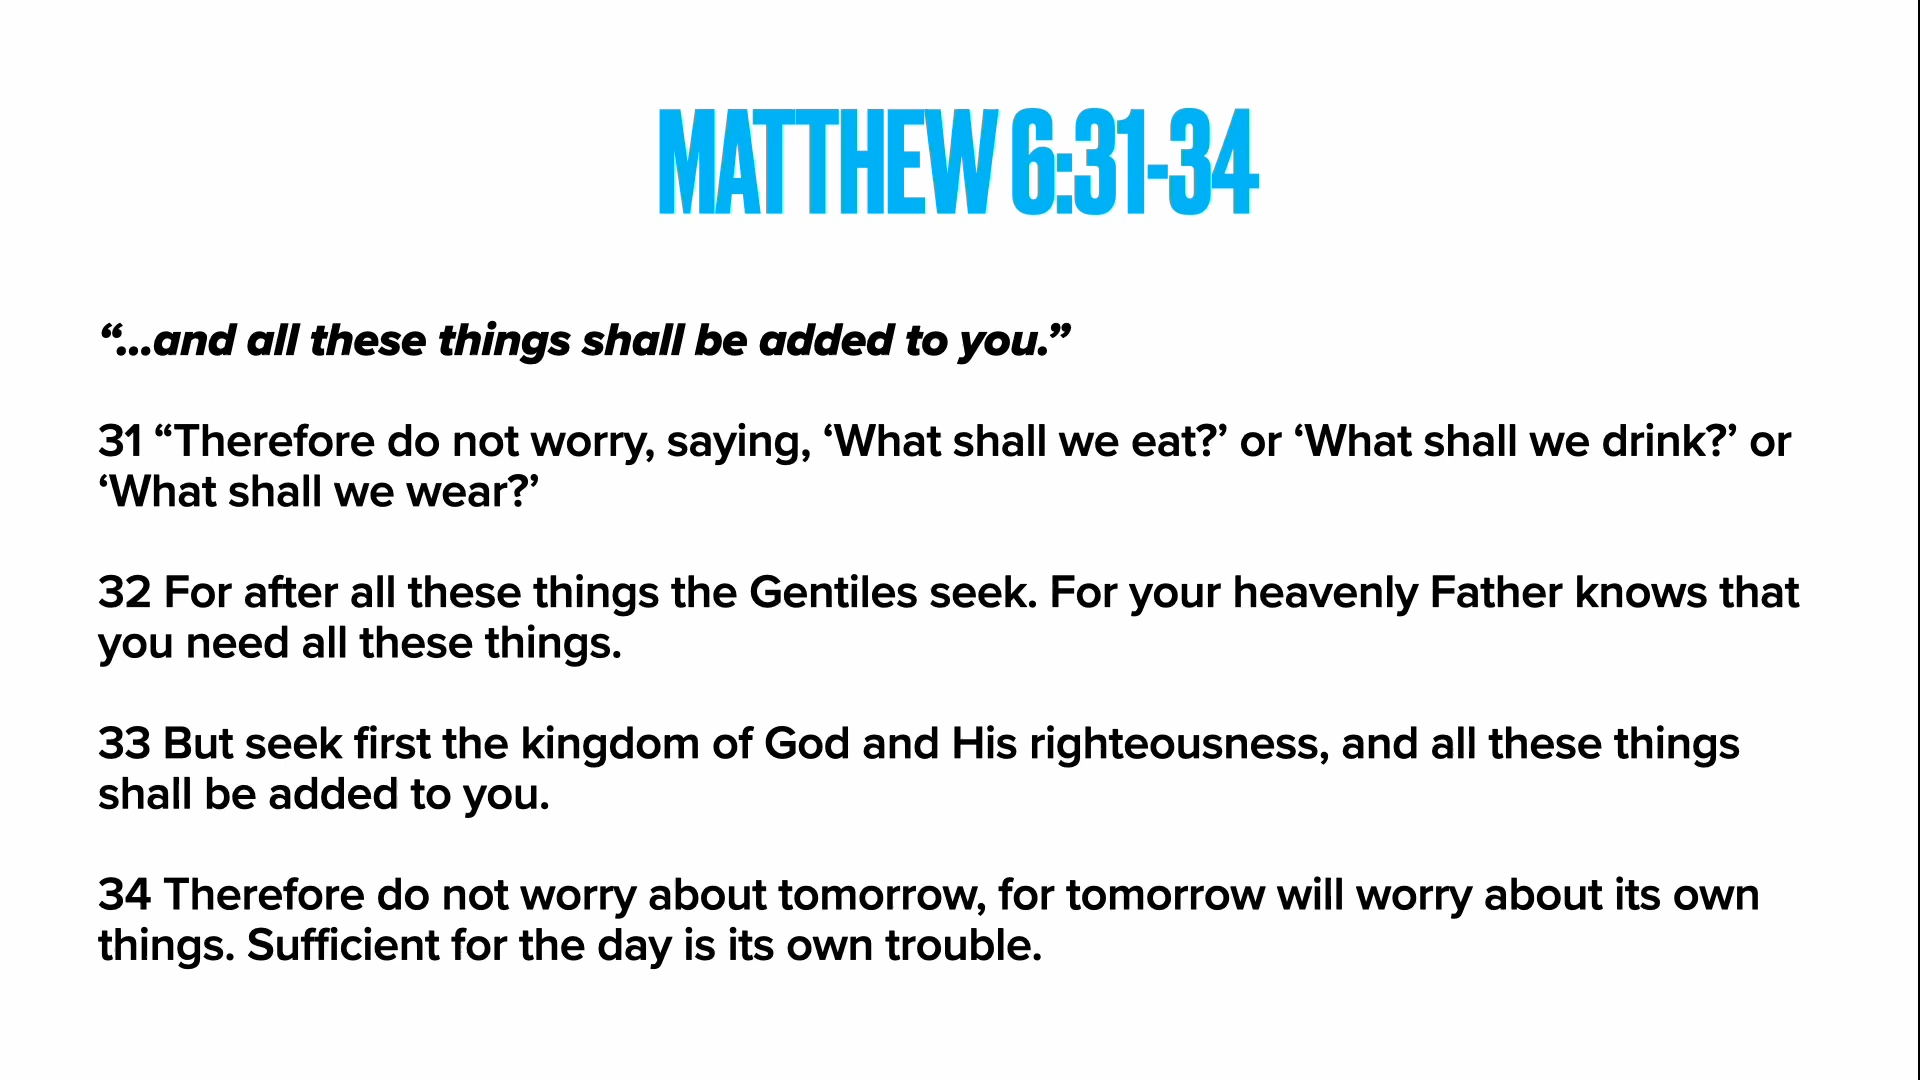 MATTHEW 6:31-34
“...and all these things shall be added to you.”
31 “Therefore do not worry, saying, ‘What shall we eat?’ or ‘What shall we drink?’ or
‘What shall we wear?’
32 For after all these things the Gentiles seek. For your heavenly Father knows that
you need all these things.
33 But seek first the kingdom of God and His righteousness, and all these things
shall be added to you.
34 Therefore do not worry about tomorrow, for tomorrow will worry about its own
things. Sufficient for the day is its own trouble.